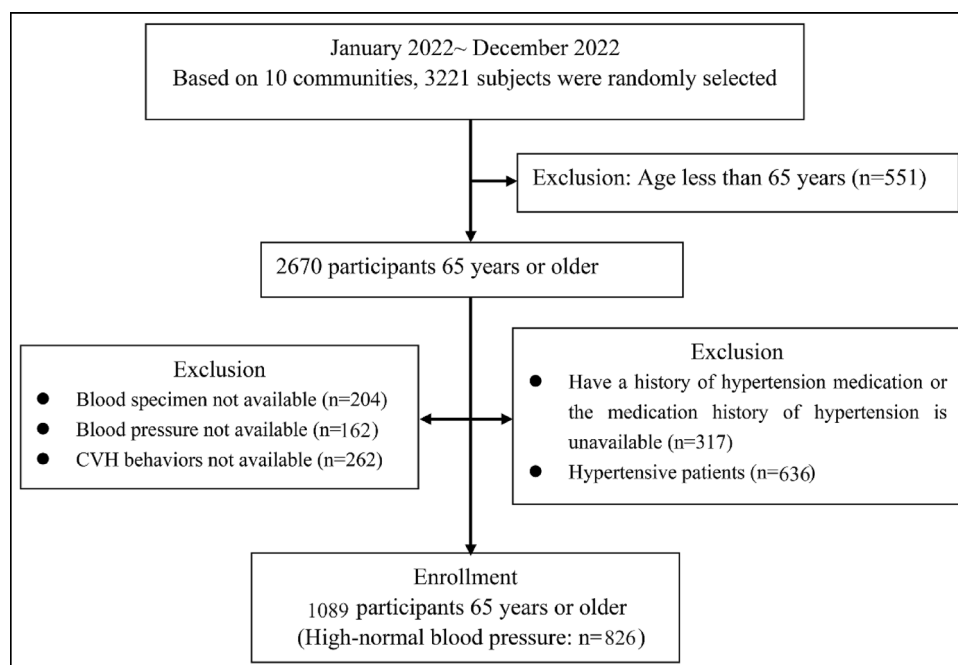 January 2022~ December 2022
Based on 10 communities, 3221 subjects were randomly selected
Exclusion: Age less than 65 years (n=551)
2670 participants 65 years or older
Exclusion
● Blood specimen not available (n=204)
● Blood pressure not available (n=162)
● CVH behaviors not available (n=262)
Exclusion
● Have a history of hypertension medication or
the medication history of hypertension is
unavailable (n=317)
● Hypertensive patients (n=636)
Enrollment
1089 participants 65 years or older
(High-normal blood pressure: n=826)